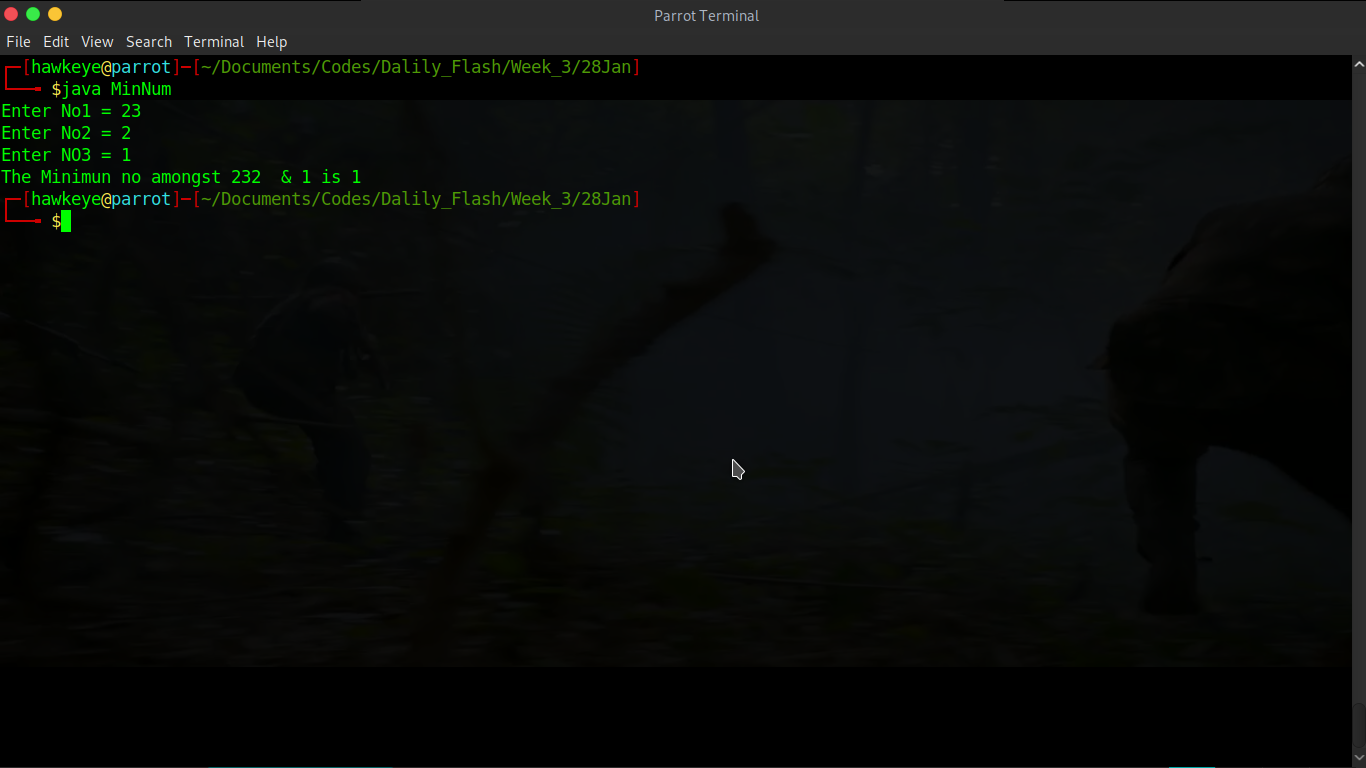 Parrot Terminal
File Edit View Search Terminal Help
┌─[hawkeye@parrot]─[~/Documents/Codes/Dalily_Flash/Week_3/28Jan]
└──╼ $java MinNum
Enter No1 = 23
Enter No2 = 2
Enter NO3 = 1
The Minimun no amongst 232  & 1 is 1
┌─[hawkeye@parrot]─[~/Documents/Codes/Dalily_Flash/Week_3/28Jan]
└──╼ $